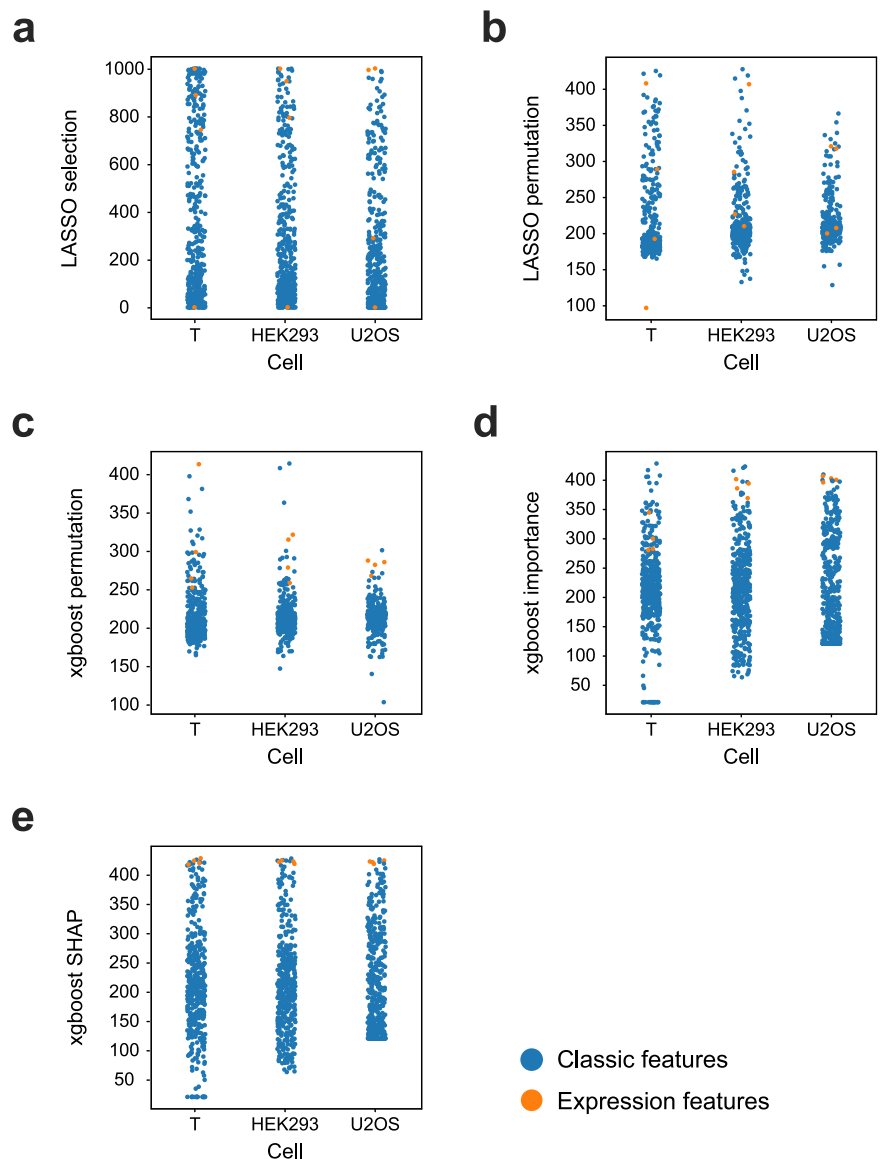 a
LASSO selection
1000
800
600
400
200
0
T HEK293 U2OS
Cell
b
LASSO permutation
400
350
300
250
200
150
100
T HEK293 U2OS
Cell
c
xgboost permutation
400
350
300
250
200
150
100
T HEK293 U2OS
Cell
d
xgboost importance
400
350
300
250
200
150
100
50
T HEK293 U2OS
Cell
e
xgboost SHAP
400
350
300
250
200
150
100
50
T HEK293 U2OS
Cell
Classic features
Expression features